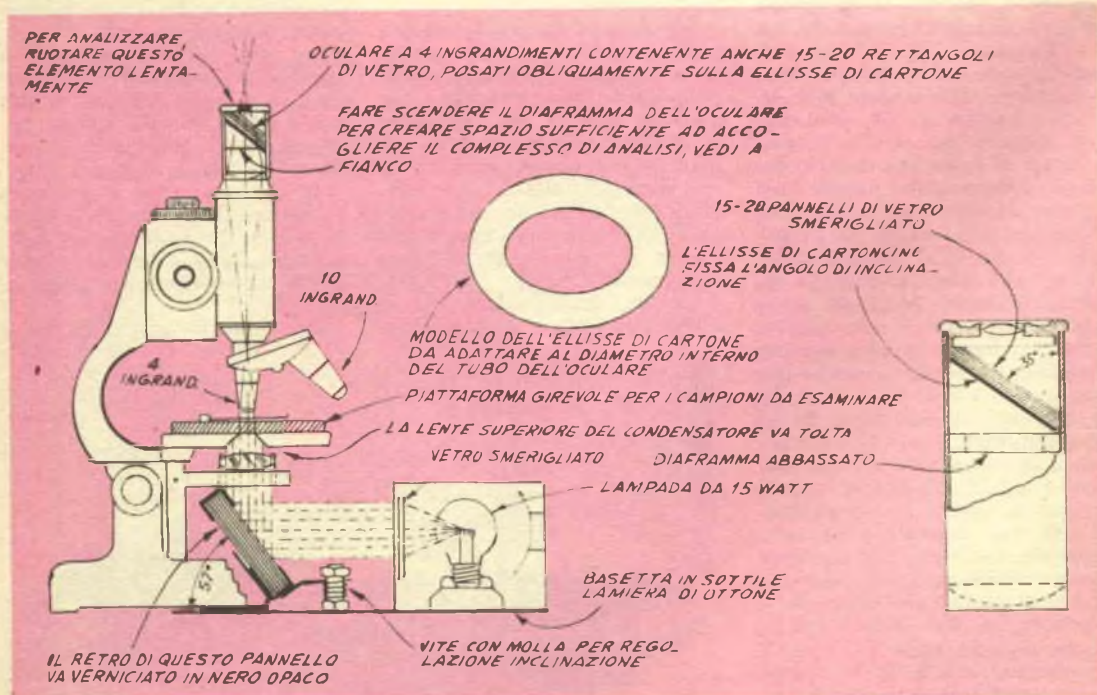 PER ANALIZZARE,
RUOTARE QUESTO
ELEMENTO LENTA-
MENTE
OCULARE A 4 INGRANDIMENTI CONTENENTE ANCHE 15-20 RETTANGOLI
DI VETRO, POSATI OBLIQUAMENTE SULLA ELLISSE DI CARTONE
FARE SCENDERE IL DIAFRAMMA DELL'OCULARE
PER CREARE SPAZIO SUFFICIENTE AD ACCO-
GLIERE IL COMPLESSO DI ANALISI, VEDI A
FIANCO
15-20 PANNELLI DI VETRO
SMERIGLIATO
L'ELLISSE DI CARTONCINO
FISSA L'ANGOLO DI INCLINA-
ZIONE
10
INGRAND.
MODELLO DELL'ELLISSE DI CARTONE
DA ADATTARE AL DIAMETRO INTERNO
DEL TUBO DELL'OCULARE
4
INGRAND.
35°
PIATTAFORMA GIREVOLE PER I CAMPIONI DA ESAMINARE
LA LENTE SUPERIORE DEL CONDENSATORE VA TOLTA
VETRO SMERIGLIATO
DIAFRAMMA ABBASSATO
LAMPADA DA 15 WATT
57°
BASETTA IN SOTTILE
LAMIERA DI OTTONE
VITE CON MOLLA PER REGO-
LAZIONE INCLINAZIONE
IL RETRO DI QUESTO PANNELLO
VA VERNICIATO IN NERO OPACO